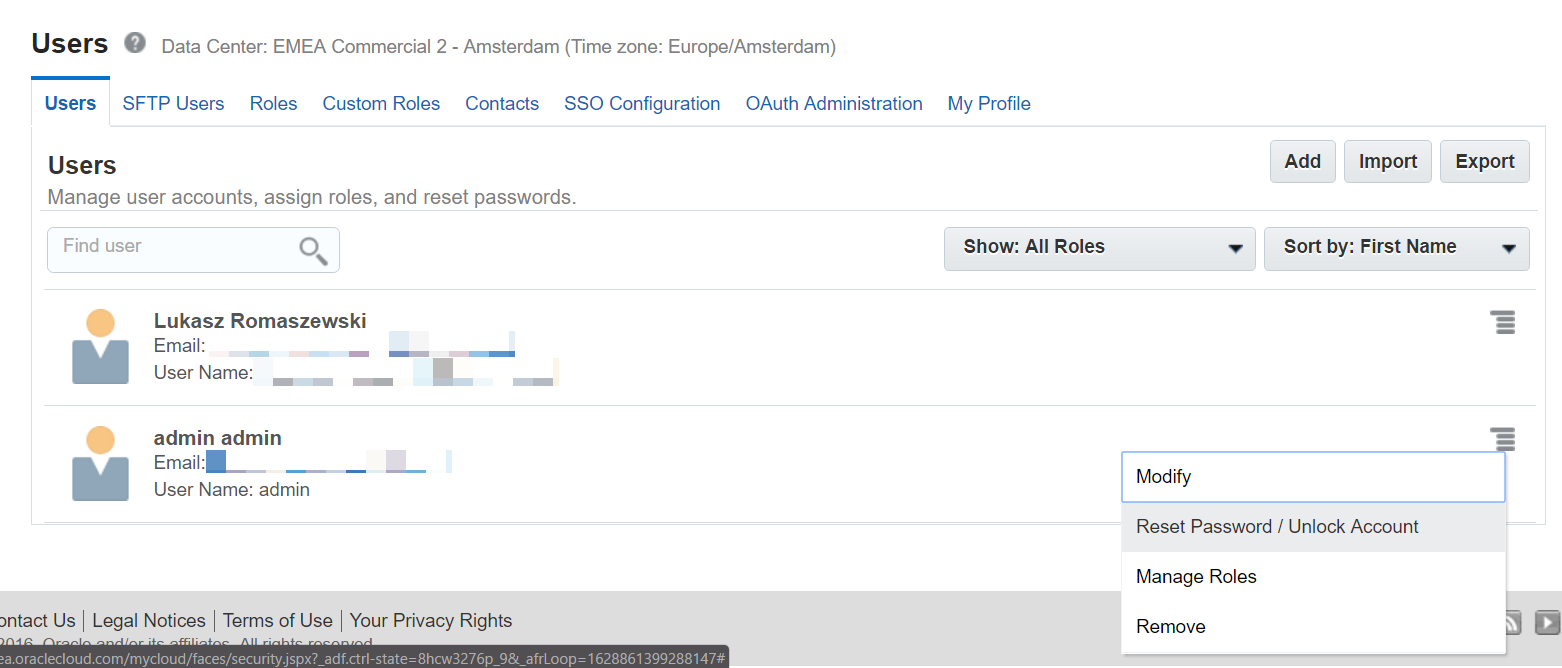 Users ? Data Center: EMEA Commercial 2 - Amsterdam (Time zone: Europe/Amsterdam)
Users SFTP Users Roles Custom Roles Contacts SSO Configuration OAuth Administration My Profile
Users
Add Import Export
Manage user accounts, assign roles, and reset passwords.
Find user
Show: All Roles Sort by: First Name
Lukasz Romaszewski
Email:
User Name:
admin admin
Email:
User Name: admin
Modify
Reset Password / Unlock Account
Manage Roles
Remove
ontact Us Legal Notices Terms of Use Your Privacy Rights
2016, Oracle and/or its affiliates. All rights reserved.
ea.oraclecloud.com/mycloud/faces/security.jspx?_adf.ctrl-state=8hcw3276p_9&_afrLoop=1628861399288147#